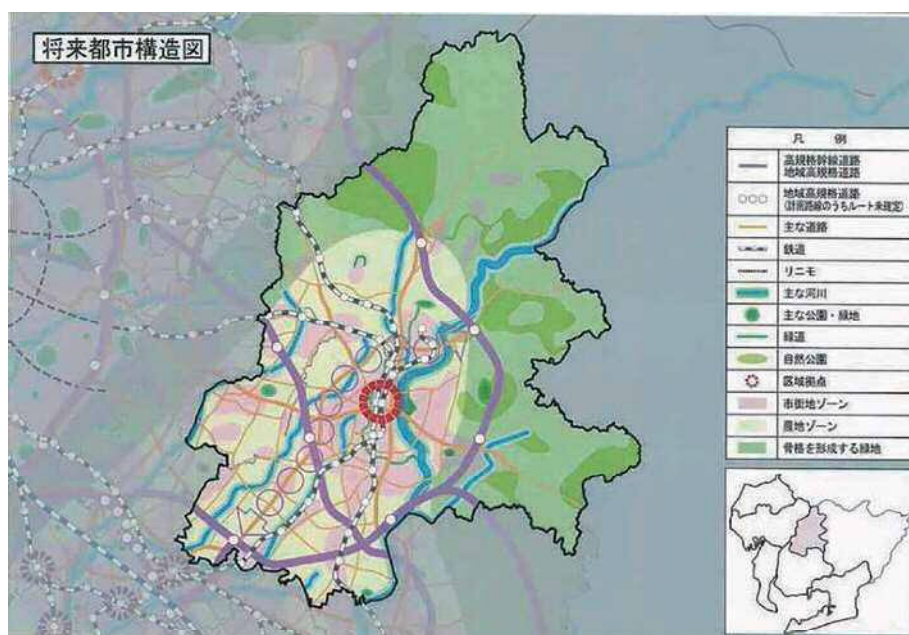 将来都市構造図
凡例
高規格幹線道路
地域高規格道路
地域高規格道路
(計画路線のうちルート未確定)
主な道路
鉄道
リニモ
主な河川
主な公園・緑地
緑道
自然公園
区域拠点
市街地ゾーン
農地ゾーン
骨格を形成する緑地